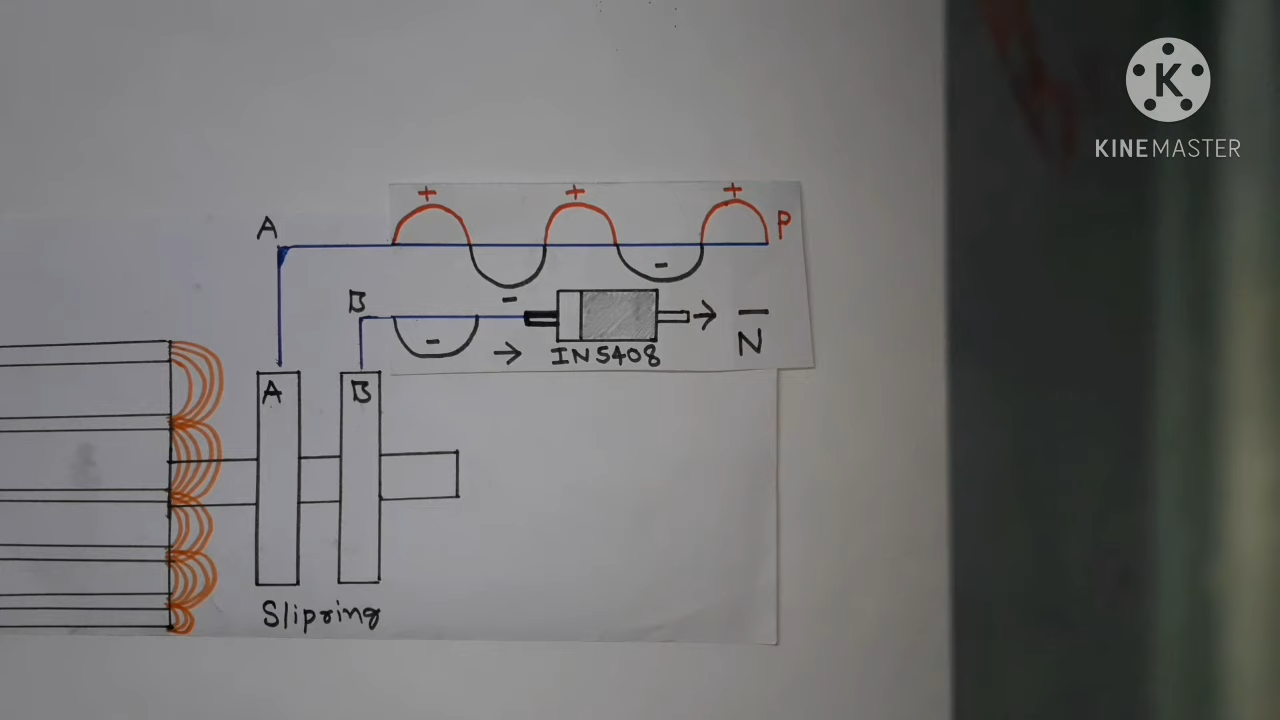 K
KINEMASTER
+ + +
A P
-
-
B
-
N
-
IN5408
A B
Slipring